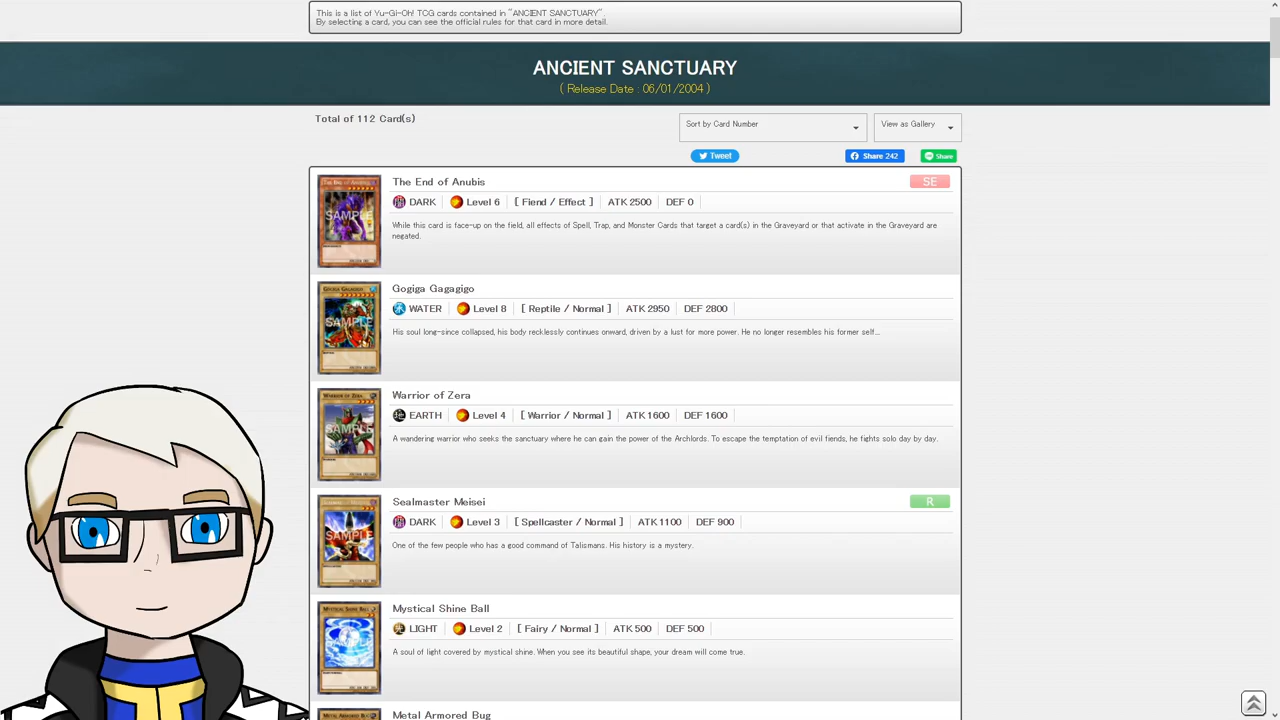 This is a list of Yu-Gi-Oh! TCG cards contained in "ANCIENT SANCTUARY".
By selecting a card, you can see the official rules for that card in more detail.
ANCIENT SANCTUARY
( Release Date : 06/01/2004 )
Total of 112 Card(s)
Sort by Card Number
View as Gallery
Tweet
Share 242
Share
The End of Anubis
SE
DARK Level 6 [ Fiend / Effect ] ATK 2500 DEF 0
While this card is face-up on the field, all effects of Spell, Trap, and Monster Cards that target a card(s) in the Graveyard or that activate in the Graveyard are
negated.
SAMPLE
Gogiga Gagagigo
WATER Level 8 [ Reptile / Normal ] ATK 2950 DEF 2800
His soul long-since collapsed, his body recklessly continues onward, driven by a lust for more power. He no longer resembles his former self...
SAMPLE
Warrior of Zera
EARTH Level 4 [ Warrior / Normal ] ATK 1600 DEF 1600
A wandering warrior who seeks the sanctuary where he can gain the power of the Archlords. To escape the temptation of evil fiends, he fights solo day by day.
SAMPLE
Sealmaster Meisei
R
DARK Level 3 [ Spellcaster / Normal ] ATK 1100 DEF 900
One of the few people who has a good command of Talismans. His history is a mystery.
SAMPLE
Mystical Shine Ball
LIGHT Level 2 [ Fairy / Normal ] ATK 500 DEF 500
A soul of light covered by mystical shine. When you see its beautiful shape, your dream will come true.
SAMPLE
Metal Armored Bug